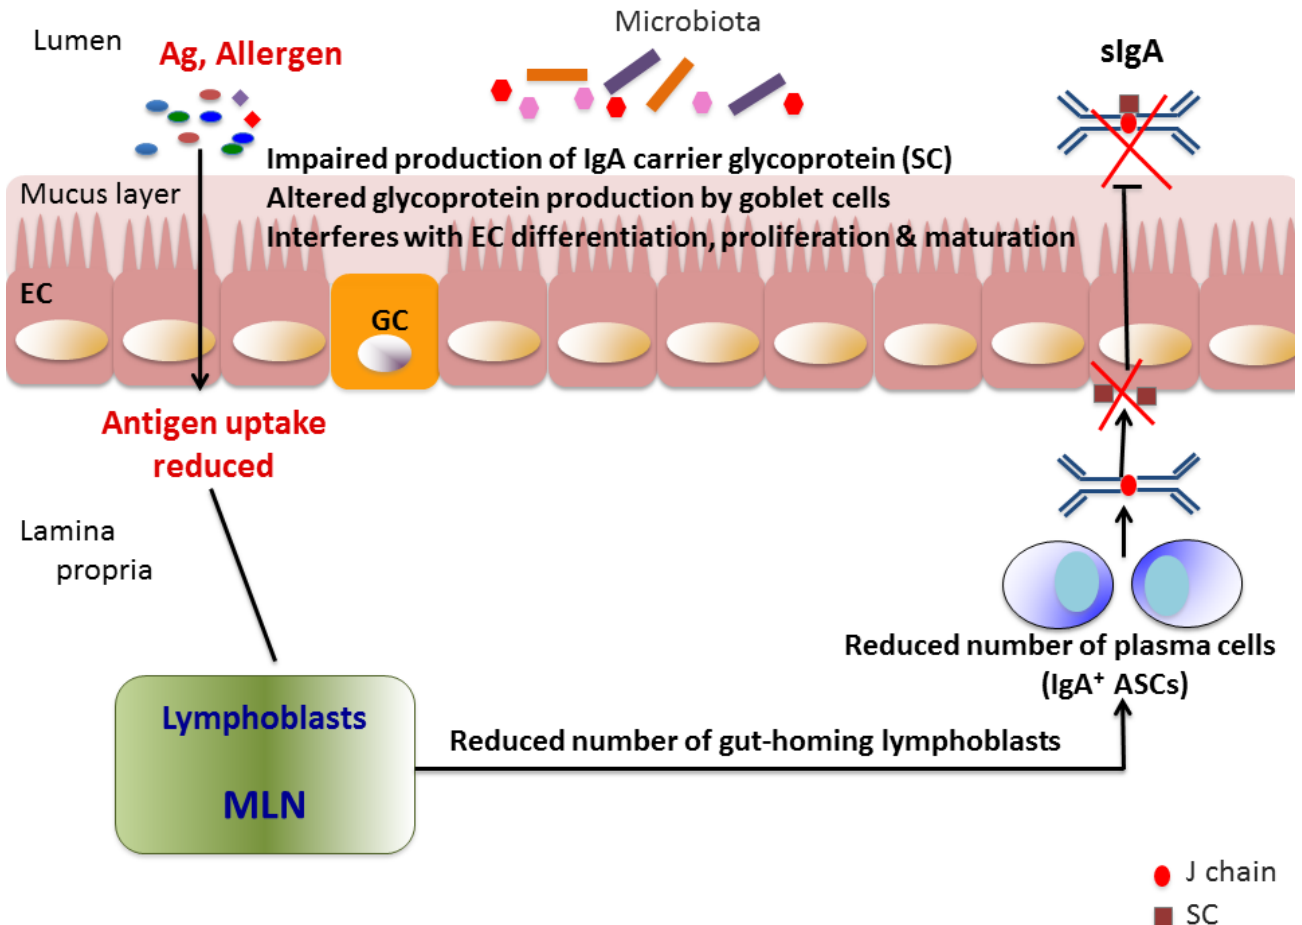 Lumen
Ag, Allergen
Microbiota
sIgA
Impaired production of IgA carrier glycoprotein (SC)
Mucus layer
Altered glycoprotein production by goblet cells
Interferes with EC differentiation, proliferation & maturation
EC
GC
Antigen uptake
reduced
Lamina
propria
Reduced number of plasma cells
(IgA⁺ ASCs)
Lymphoblasts
MLN
Reduced number of gut-homing lymphoblasts
J chain
SC